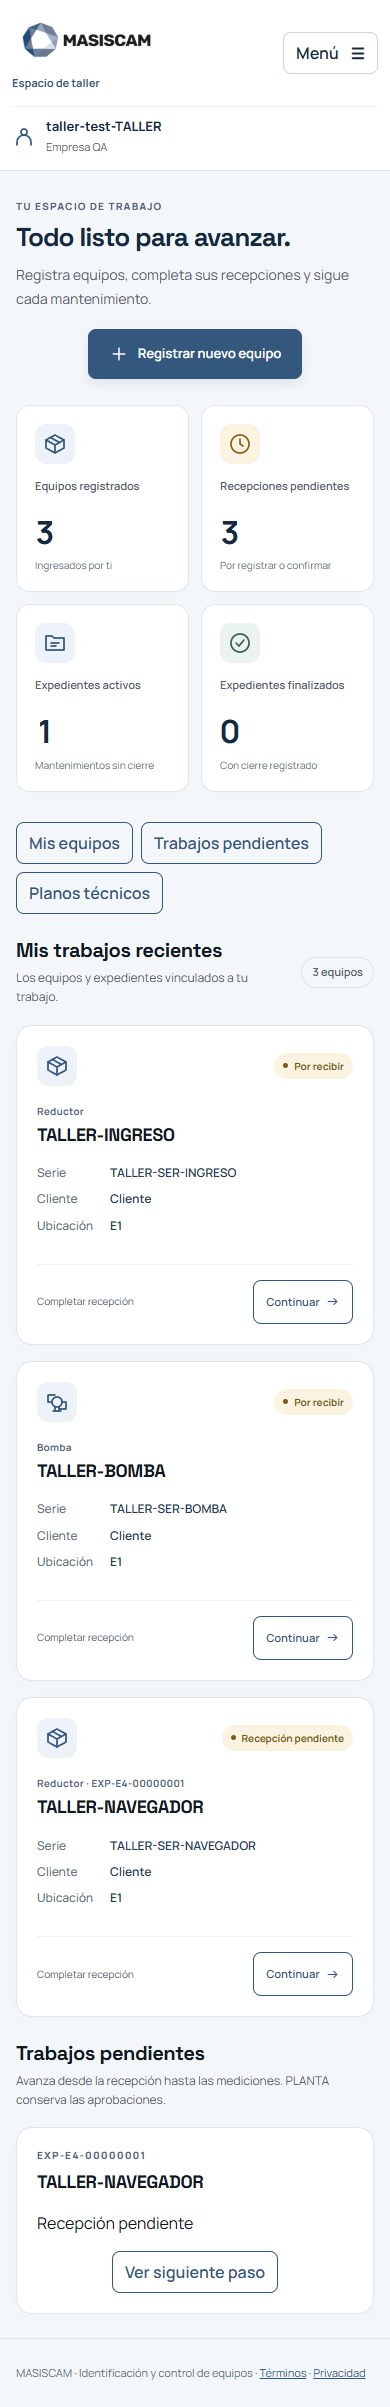 MASISCAM
Menú
Espacio de taller
taller-test-TALLER
Empresa QA
TU ESPACIO DE TRABAJO
Todo listo para avanzar.
Registra equipos, completa sus recepciones y sigue
cada mantenimiento.
Registrar nuevo equipo
Equipos registrados
3
Ingresados por ti
Recepciones pendientes
3
Por registrar o confirmar
Expedientes activos
1
Mantenimientos sin cierre
Expedientes finalizados
0
Con cierre registrado
Mis equipos
Trabajos pendientes
Planos técnicos
Mis trabajos recientes
Los equipos y expedientes vinculados a tu
trabajo.
3 equipos
Por recibir
Reductor
TALLER-INGRESO
Serie TALLER-SER-INGRESO
Cliente Cliente
Ubicación E1
Completar recepción
Continuar →
Por recibir
Bomba
TALLER-BOMBA
Serie TALLER-SER-BOMBA
Cliente Cliente
Ubicación E1
Completar recepción
Continuar →
Recepción pendiente
Reductor · EXP-E4-00000001
TALLER-NAVEGADOR
Serie TALLER-SER-NAVEGADOR
Cliente Cliente
Ubicación E1
Completar recepción
Continuar →
Trabajos pendientes
Avanza desde la recepción hasta las mediciones. PLANTA
conserva las aprobaciones.
EXP-E4-00000001
TALLER-NAVEGADOR
Recepción pendiente
Ver siguiente paso
MASISCAM · Identificación y control de equipos · Términos · Privacidad